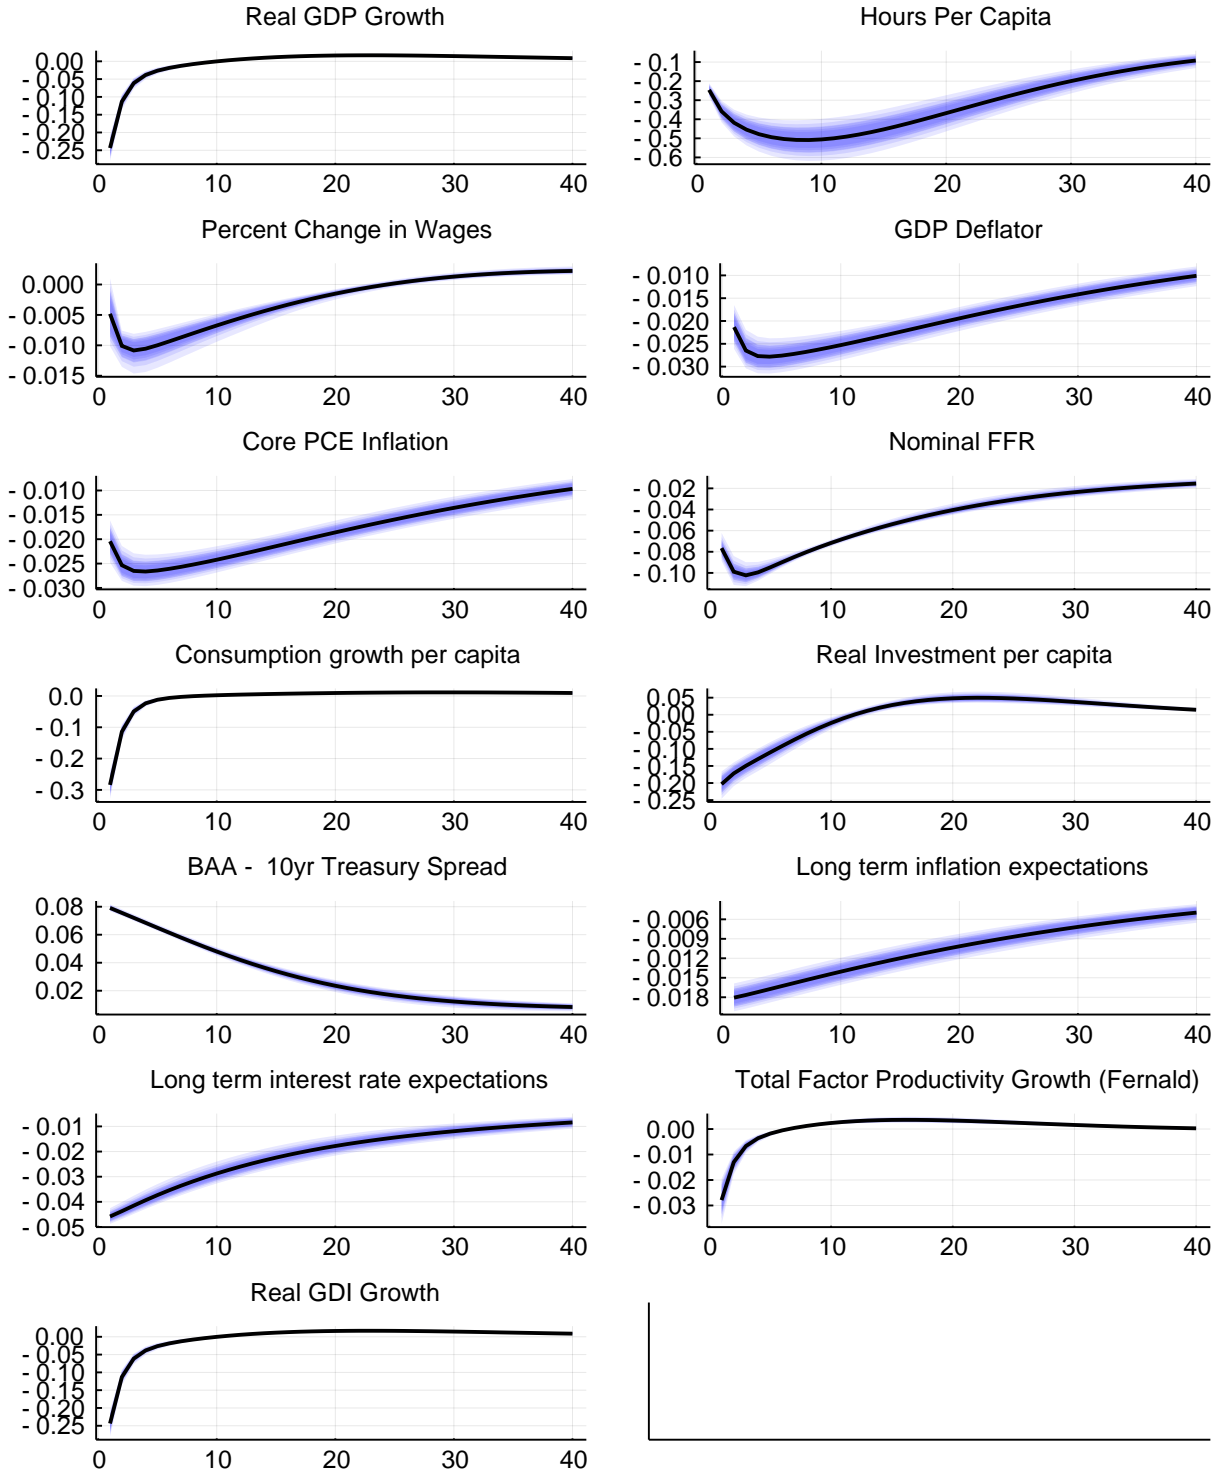 Real GDP Growth
0.00
- 0.05
- 0.10
- 0.15
- 0.20
- 0.25
0 10 20 30 40
Hours Per Capita
- 0.1
- 0.2
- 0.3
- 0.4
- 0.5
- 0.6
0 10 20 30 40
Percent Change in Wages
0.000
- 0.005
- 0.010
- 0.015
0 10 20 30 40
GDP Deflator
- 0.010
- 0.015
- 0.020
- 0.025
- 0.030
0 10 20 30 40
Core PCE Inflation
- 0.010
- 0.015
- 0.020
- 0.025
- 0.030
0 10 20 30 40
Nominal FFR
- 0.02
- 0.04
- 0.06
- 0.08
- 0.10
0 10 20 30 40
Consumption growth per capita
0.0
- 0.1
- 0.2
- 0.3
0 10 20 30 40
Real Investment per capita
0.05
0.00
- 0.05
- 0.10
- 0.15
- 0.20
- 0.25
0 10 20 30 40
BAA -  10yr Treasury Spread
0.08
0.06
0.04
0.02
0 10 20 30 40
Long term inflation expectations
- 0.006
- 0.009
- 0.012
- 0.015
- 0.018
0 10 20 30 40
Long term interest rate expectations
- 0.01
- 0.02
- 0.03
- 0.04
- 0.05
0 10 20 30 40
Total Factor Productivity Growth (Fernald)
0.00
- 0.01
- 0.02
- 0.03
0 10 20 30 40
Real GDI Growth
0.00
- 0.05
- 0.10
- 0.15
- 0.20
- 0.25
0 10 20 30 40